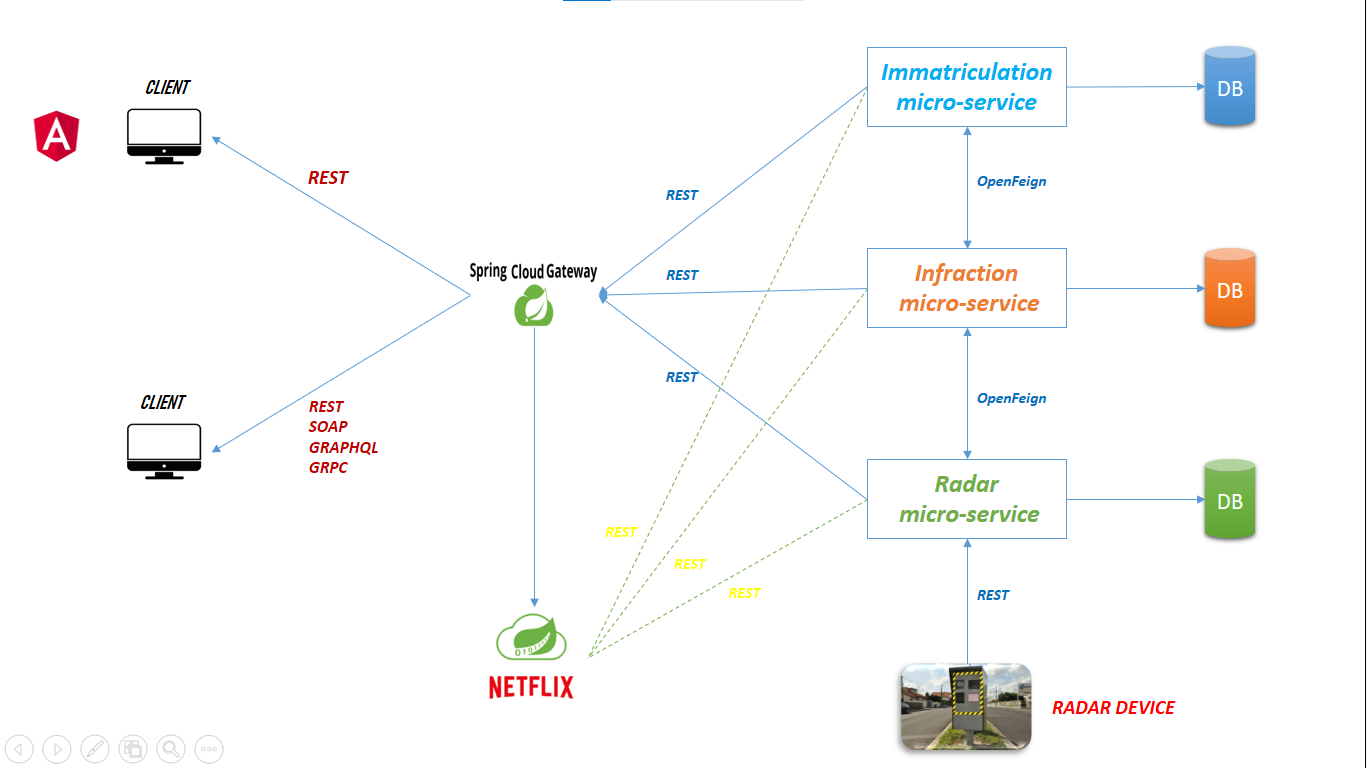 CLIENT
A
REST
Spring Cloud Gateway
CLIENT
REST
SOAP
GRAPHQL
GRPC
NETFLIX
REST
REST
REST
REST
REST
REST
Immatriculation
micro-service
DB
OpenFeign
Infraction
micro-service
DB
OpenFeign
Radar
micro-service
DB
REST
RADAR DEVICE